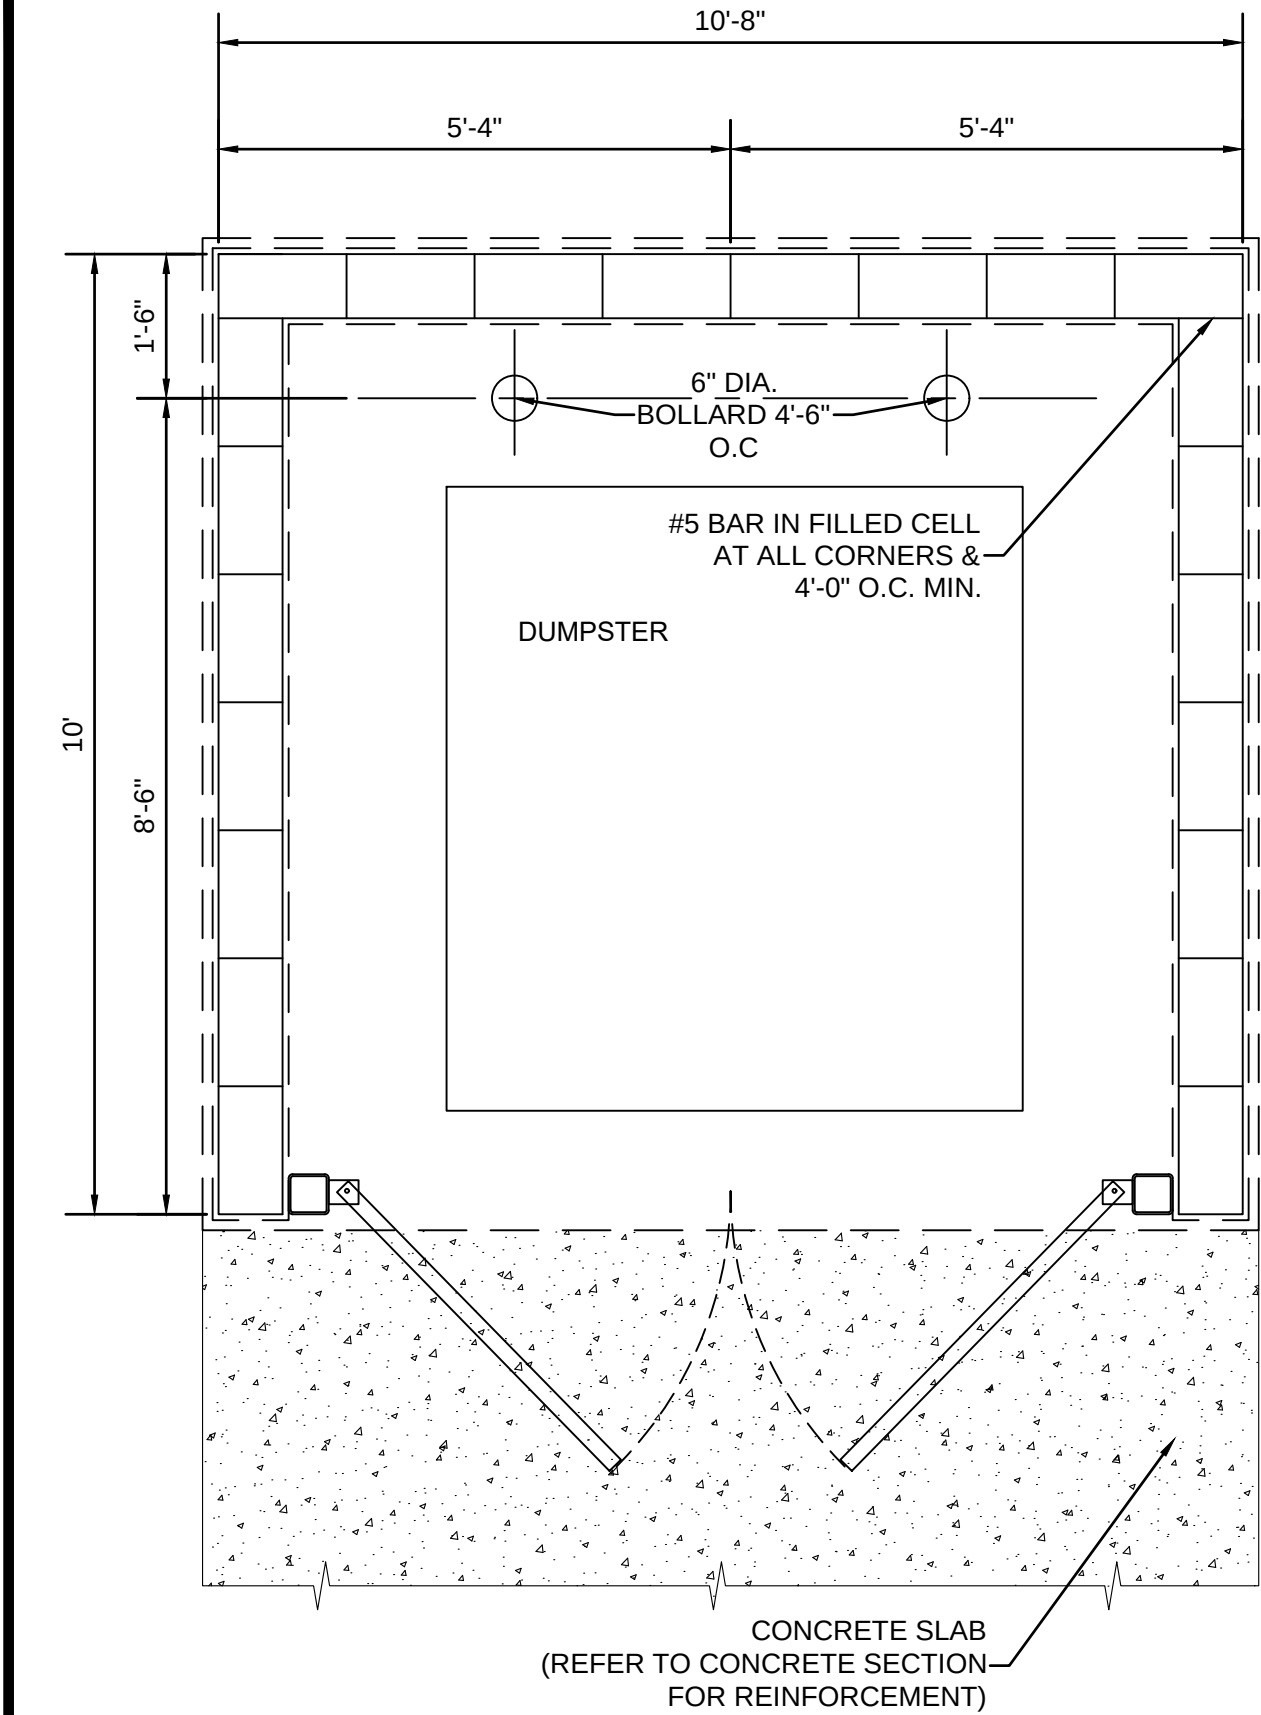 10'-8"
5'-4"
5'-4"
1'-6"
6" DIA.
BOLLARD 4'-6"
O.C
#5 BAR IN FILLED CELL
AT ALL CORNERS &
4'-0" O.C. MIN.
DUMPSTER
10'
8'-6"
CONCRETE SLAB
(REFER TO CONCRETE SECTION
FOR REINFORCEMENT)